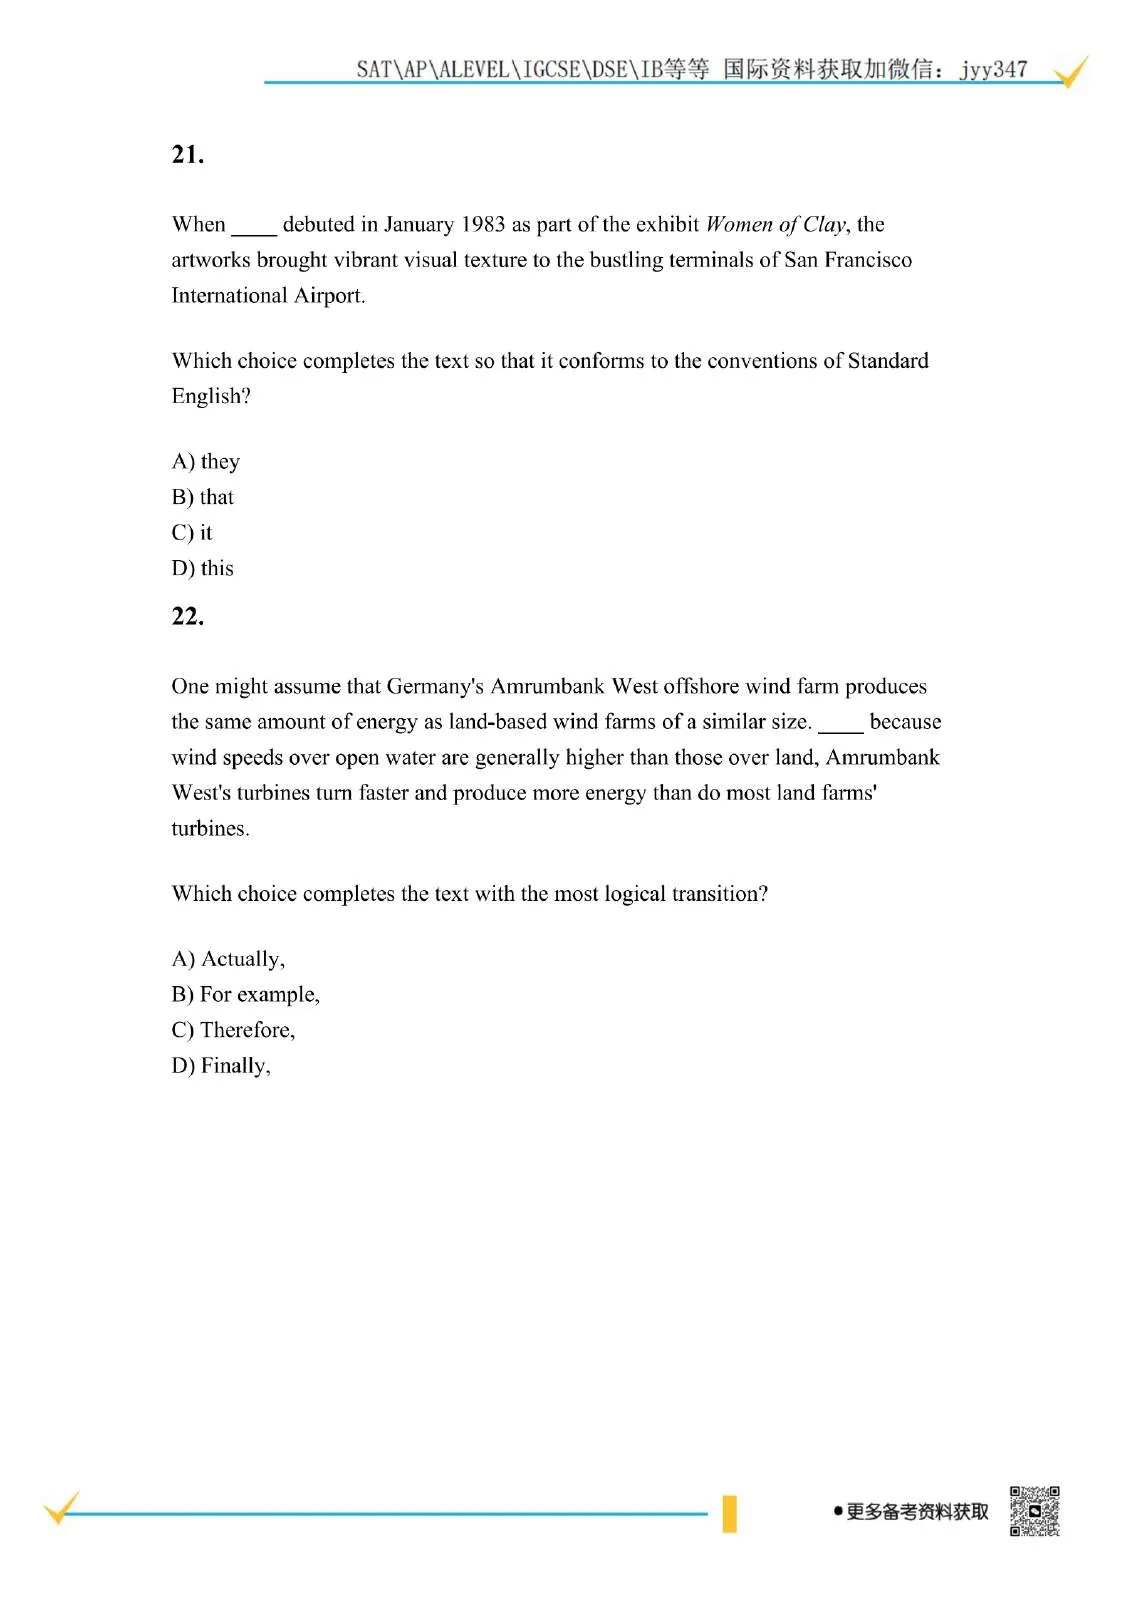 SAT\AP\ALEVEL\IGCSE\DSE\IB等等 国际资料获取加微信：jyy347
21.
When ____ debuted in January 1983 as part of the exhibit Women of Clay, the
artworks brought vibrant visual texture to the bustling terminals of San Francisco
International Airport.
Which choice completes the text so that it conforms to the conventions of Standard
English?
A) they
B) that
C) it
D) this
22.
One might assume that Germany's Amrumbank West offshore wind farm produces
the same amount of energy as land-based wind farms of a similar size. ____ because
wind speeds over open water are generally higher than those over land, Amrumbank
West's turbines turn faster and produce more energy than do most land farms'
turbines.
Which choice completes the text with the most logical transition?
A) Actually,
B) For example,
C) Therefore,
D) Finally,
•更多备考资料获取